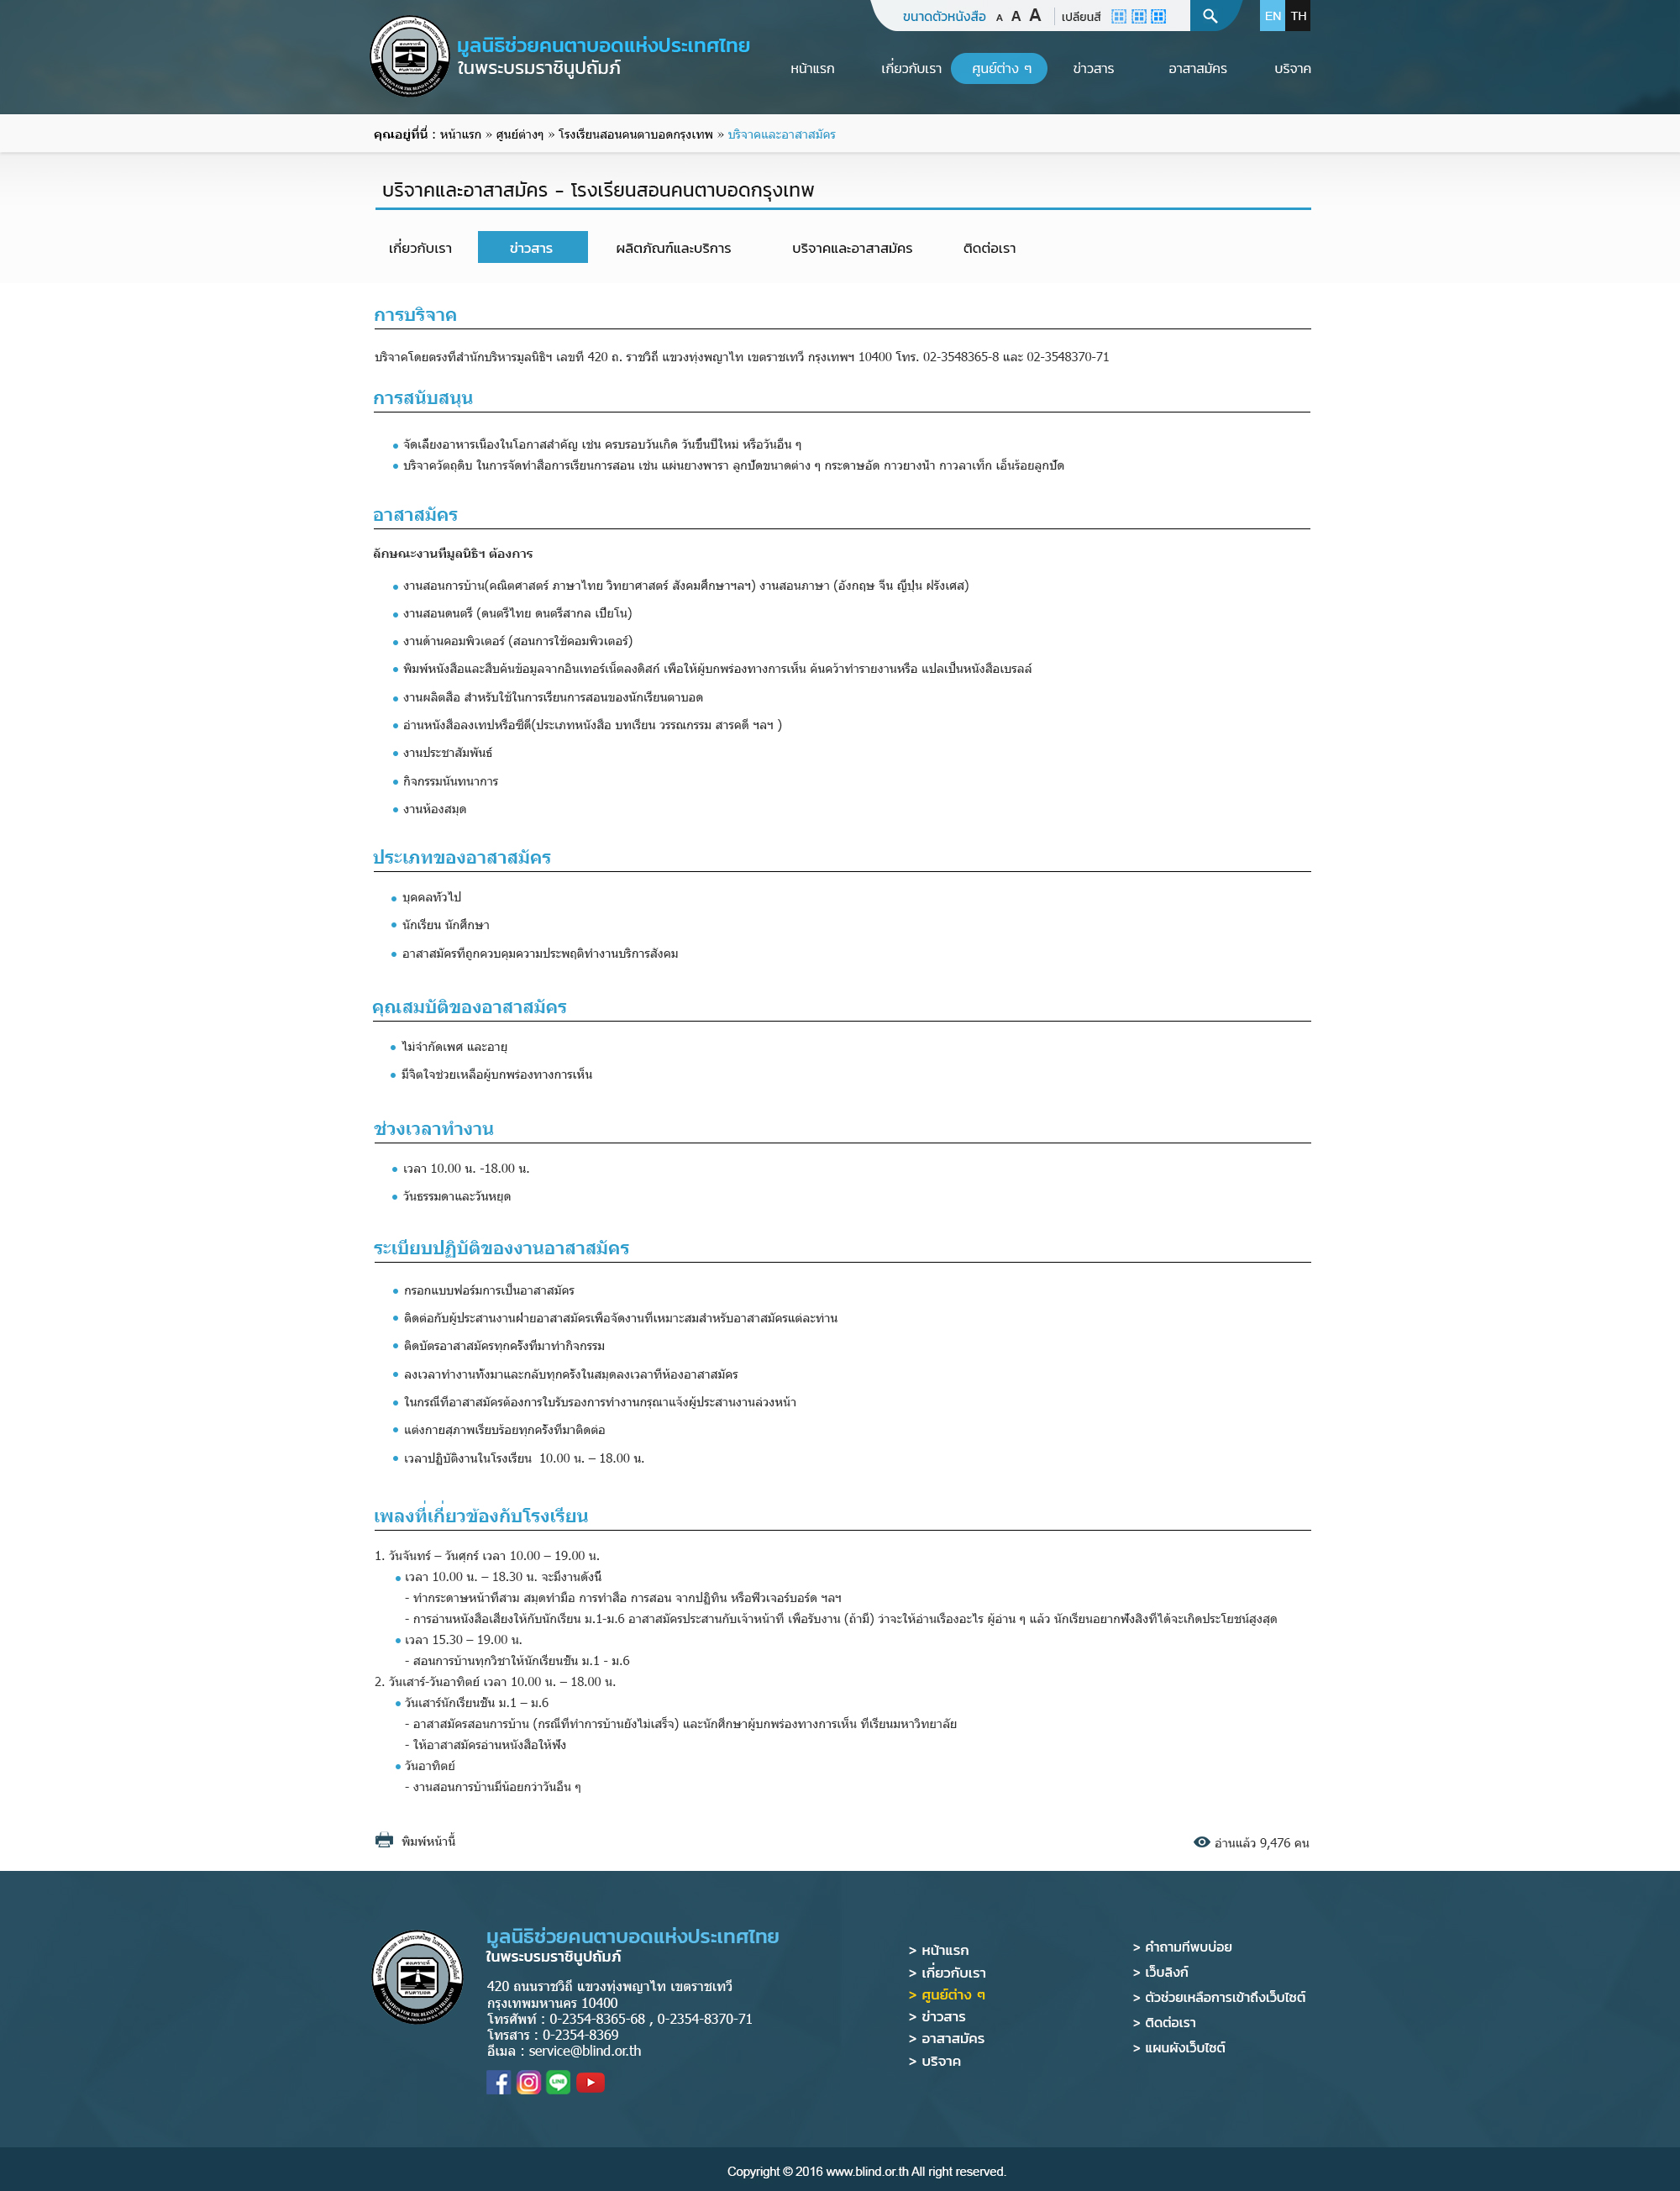 ขนาดตัวหนังสือ A A A เปลี่ยนสี EN TH
มูลนิธิช่วยคนตาบอดแห่งประเทศไทย
ในพระบรมราชินูปถัมภ์
หน้าแรก เกี่ยวกับเรา ศูนย์ต่าง ๆ ข่าวสาร อาสาสมัคร บริจาค
คุณอยู่ที่นี่ : หน้าแรก » ศูนย์ต่างๆ » โรงเรียนสอนคนตาบอดกรุงเทพ » บริจาคและอาสาสมัคร
บริจาคและอาสาสมัคร - โรงเรียนสอนคนตาบอดกรุงเทพ
เกี่ยวกับเรา ข่าวสาร ผลิตภัณฑ์และบริการ บริจาคและอาสาสมัคร ติดต่อเรา
การบริจาค
บริจาคโดยตรงที่สำนักบริหารมูลนิธิฯ เลขที่ 420 ถ. ราชวิถี แขวงทุ่งพญาไท เขตราชเทวี กรุงเทพฯ 10400 โทร. 02-3548365-8 และ 02-3548370-71
การสนับสนุน
จัดเลี้ยงอาหารเนื่องในโอกาสสำคัญ เช่น ครบรอบวันเกิด วันขึ้นปีใหม่ หรือวันอื่น ๆ
บริจาควัตถุดิบ ในการจัดทำสื่อการเรียนการสอน เช่น แผ่นยางพารา ลูกปัดขนาดต่าง ๆ กระดาษอัด กาวยางน้ำ กาวลาเท็ก เอ็นร้อยลูกปัด
อาสาสมัคร
ลักษณะงานที่มูลนิธิฯ ต้องการ
งานสอนการบ้าน(คณิตศาสตร์ ภาษาไทย วิทยาศาสตร์ สังคมศึกษาฯลฯ) งานสอนภาษา (อังกฤษ จีน ญี่ปุ่น ฝรั่งเศส)
งานสอนดนตรี (ดนตรีไทย ดนตรีสากล เปียโน)
งานด้านคอมพิวเตอร์ (สอนการใช้คอมพิวเตอร์)
พิมพ์หนังสือและสืบค้นข้อมูลจากอินเทอร์เน็ตลงดิสก์ เพื่อให้ผู้บกพร่องทางการเห็น ค้นคว้าทำรายงานหรือ แปลเป็นหนังสือเบรลล์
งานผลิตสื่อ สำหรับใช้ในการเรียนการสอนของนักเรียนตาบอด
อ่านหนังสือลงเทปหรือซีดี(ประเภทหนังสือ บทเรียน วรรณกรรม สารคดี ฯลฯ )
งานประชาสัมพันธ์
กิจกรรมนันทนาการ
งานห้องสมุด
ประเภทของอาสาสมัคร
บุคคลทั่วไป
นักเรียน นักศึกษา
อาสาสมัครที่ถูกควบคุมความประพฤติทำงานบริการสังคม
คุณสมบัติของอาสาสมัคร
ไม่จำกัดเพศ และอายุ
มีจิตใจช่วยเหลือผู้บกพร่องทางการเห็น
ช่วงเวลาทำงาน
เวลา 10.00 น. -18.00 น.
วันธรรมดาและวันหยุด
ระเบียบปฏิบัติของงานอาสาสมัคร
กรอกแบบฟอร์มการเป็นอาสาสมัคร
ติดต่อกับผู้ประสานงานฝ่ายอาสาสมัครเพื่อจัดงานที่เหมาะสมสำหรับอาสาสมัครแต่ละท่าน
ติดบัตรอาสาสมัครทุกครั้งที่มาทำกิจกรรม
ลงเวลาทำงานทั้งมาและกลับทุกครั้งในสมุดลงเวลาที่ห้องอาสาสมัคร
ในกรณีที่อาสาสมัครต้องการใบรับรองการทำงานกรุณาแจ้งผู้ประสานงานล่วงหน้า
แต่งกายสุภาพเรียบร้อยทุกครั้งที่มาติดต่อ
เวลาปฏิบัติงานในโรงเรียน 10.00 น. – 18.00 น.
เพลงที่เกี่ยวข้องกับโรงเรียน
1. วันจันทร์ – วันศุกร์ เวลา 10.00 – 19.00 น.
เวลา 10.00 น. – 18.30 น. จะมีงานดังนี้
- ทำกระดาษหน้าที่สาม สมุดทำมือ การทำสื่อ การสอน จากปฏิทิน หรือฟิวเจอร์บอร์ด ฯลฯ
- การอ่านหนังสือเสียงให้กับนักเรียน ม.1-ม.6 อาสาสมัครประสานกับเจ้าหน้าที่ เพื่อรับงาน (ถ้ามี) ว่าจะให้อ่านเรื่องอะไร ผู้อ่าน ๆ แล้ว นักเรียนอยากฟังสิ่งที่ได้จะเกิดประโยชน์สูงสุด
เวลา 15.30 – 19.00 น.
- สอนการบ้านทุกวิชาให้นักเรียนชั้น ม.1 - ม.6
2. วันเสาร์-วันอาทิตย์ เวลา 10.00 น. – 18.00 น.
วันเสาร์นักเรียนชั้น ม.1 – ม.6
- อาสาสมัครสอนการบ้าน (กรณีที่ทำการบ้านยังไม่เสร็จ) และนักศึกษาผู้บกพร่องทางการเห็น ที่เรียนมหาวิทยาลัย
- ให้อาสาสมัครอ่านหนังสือให้ฟัง
วันอาทิตย์
- งานสอนการบ้านมีน้อยกว่าวันอื่น ๆ
พิมพ์หน้านี้ อ่านแล้ว 9,476 คน
มูลนิธิช่วยคนตาบอดแห่งประเทศไทย
ในพระบรมราชินูปถัมภ์
420 ถนนราชวิถี แขวงทุ่งพญาไท เขตราชเทวี
กรุงเทพมหานคร 10400
โทรศัพท์ : 0-2354-8365-68 , 0-2354-8370-71
โทรสาร : 0-2354-8369
อีเมล : service@blind.or.th
> หน้าแรก
> เกี่ยวกับเรา
> ศูนย์ต่าง ๆ
> ข่าวสาร
> อาสาสมัคร
> บริจาค
> คำถามที่พบบ่อย
> เว็บลิงก์
> ตัวช่วยเหลือการเข้าถึงเว็บไซต์
> ติดต่อเรา
> แผนผังเว็บไซต์
Copyright © 2016 www.blind.or.th All right reserved.